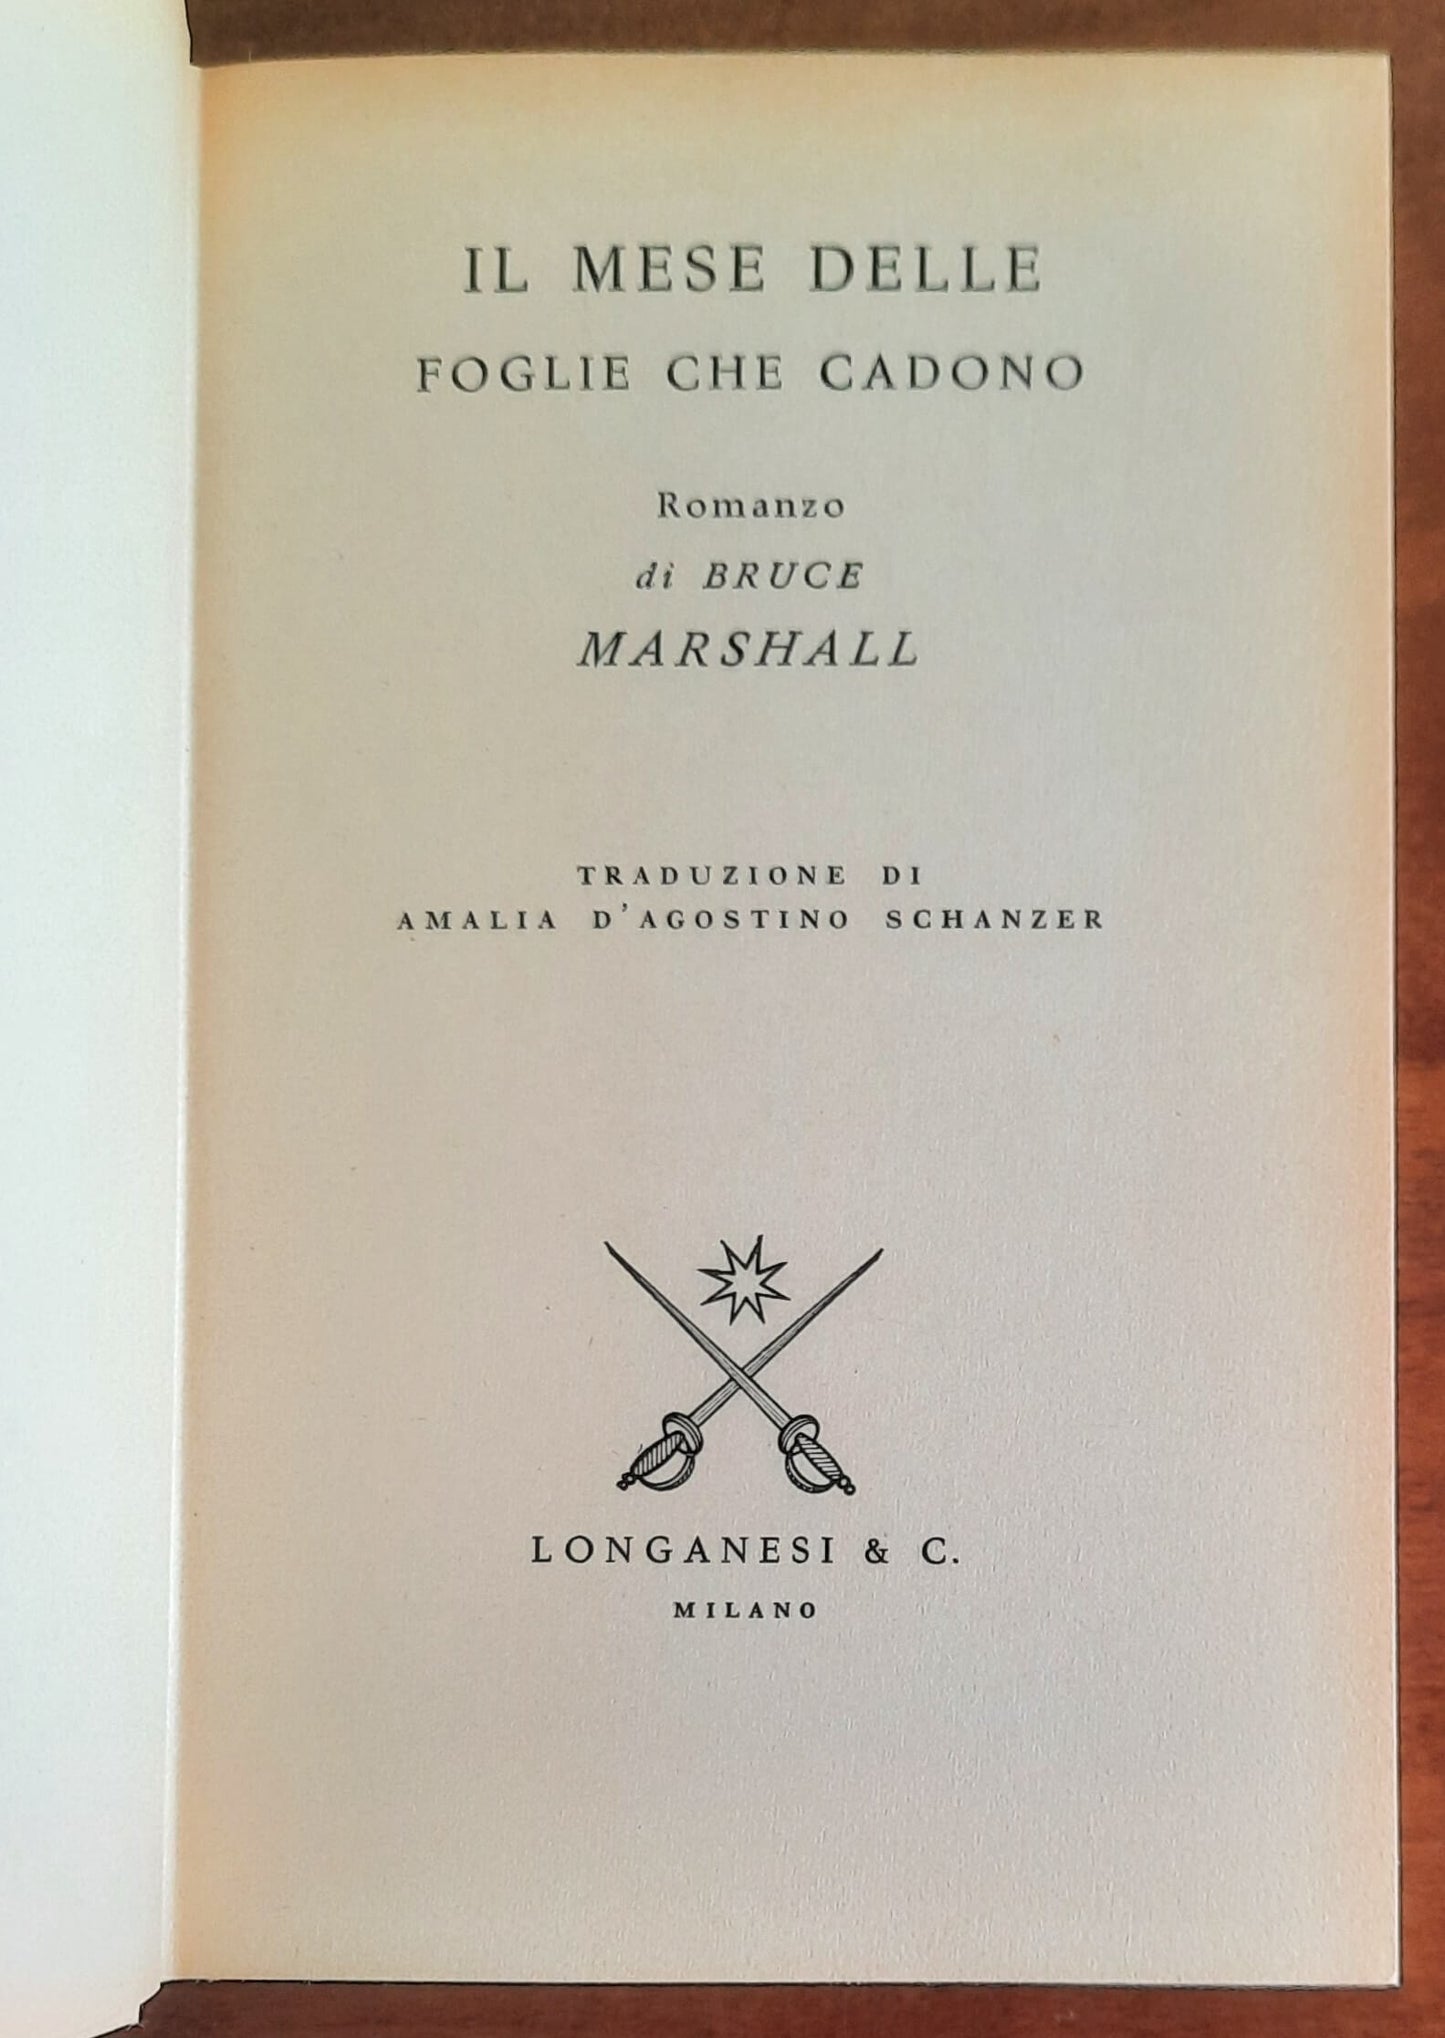 IL MESE DELLE
FOGLIE CHE CADONO
Romanzo
di BRUCE
MARSHALL
TRADUZIONE DI
AMALIA D'AGOSTINO SCHANZER
LONGANESI & C.
MILANO